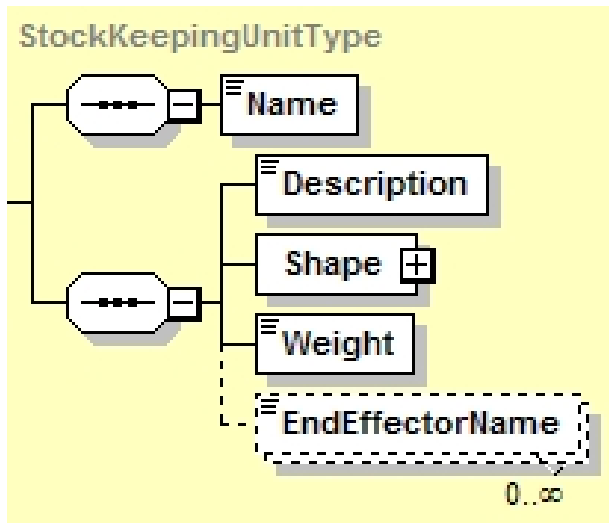 StockKeepingUnitType
Name
Description
Shape
Weight
EndEffectorName
0..∞